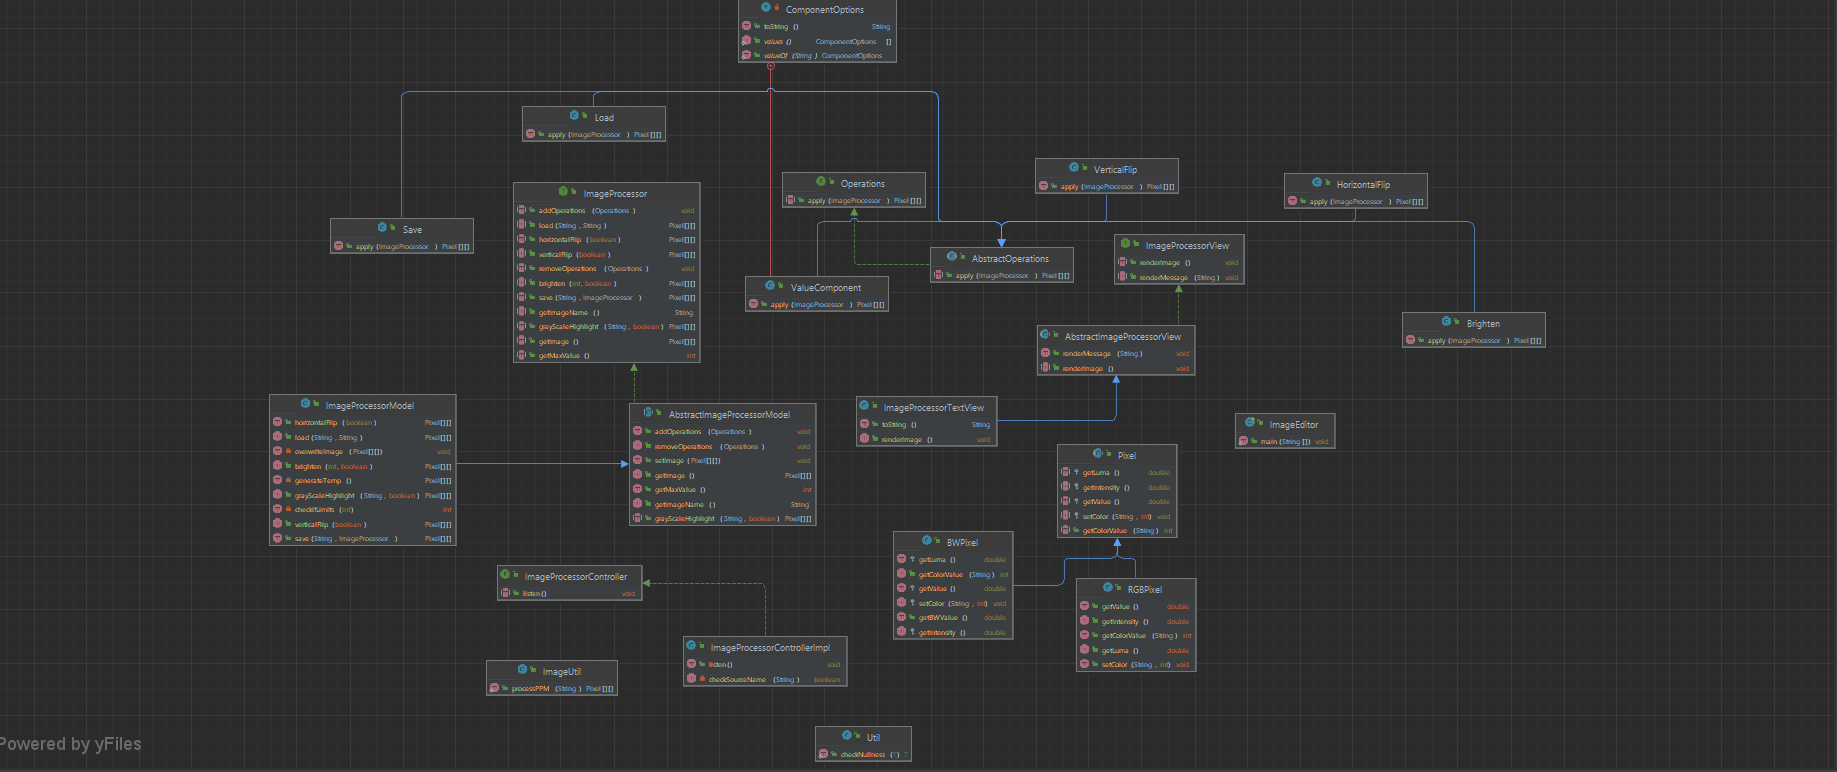 ComponentOptions
toString () String
values () ComponentOptions []
valueOf (String ) ComponentOptions
Load
apply (ImageProcessor ) Pixel[][]
Save
apply (ImageProcessor ) Pixel[][]
ImageProcessor
addOperations (Operations ) void
load (String , String ) Pixel[][]
horizontalFlip (boolean ) Pixel[][]
verticalFlip (boolean ) Pixel[][]
removeOperations (Operations ) void
brighten (int, boolean ) Pixel[][]
save (String , ImageProcessor ) Pixel[][]
getImageName () String
grayScaleHighlight (String , boolean ) Pixel[][]
getImage () Pixel[][]
getMaxValue () int
Operations
apply (ImageProcessor ) Pixel[][]
VerticalFlip
apply (ImageProcessor ) Pixel[][]
HorizontalFlip
apply (ImageProcessor ) Pixel[][]
AbstractOperations
apply (ImageProcessor ) Pixel[][]
ImageProcessorView
renderImage () void
renderMessage (String ) void
ValueComponent
apply (ImageProcessor ) Pixel[][]
Brighten
apply (ImageProcessor ) Pixel[][]
AbstractImageProcessorView
renderMessage (String ) void
renderImage () void
ImageProcessorModel
horizontalFlip (boolean ) Pixel[][]
load (String , String ) Pixel[][]
overwriteImage (Pixel[][]) void
brighten (int, boolean ) Pixel[][]
generateTemp () Pixel[][]
grayScaleHighlight (String , boolean ) Pixel[][]
checkIfLimits (int) int
verticalFlip (boolean ) Pixel[][]
save (String , ImageProcessor ) Pixel[][]
AbstractImageProcessorModel
addOperations (Operations ) void
removeOperations (Operations ) void
setImage (Pixel[][]) void
getImage () Pixel[][]
getMaxValue () int
getImageName () String
grayScaleHighlight (String , boolean ) Pixel[][]
ImageProcessorTextView
toString () String
renderImage () void
ImageEditor
main (String []) void
Pixel
getLuma () double
getIntensity () double
getValue () double
setColor (String , int) void
getColorValue (String ) int
BWPixel
getLuma () double
getColorValue (String ) int
getValue () double
setColor (String , int) void
getBWValue () double
getIntensity () double
RGBPixel
getValue () double
getIntensity () double
getColorValue (String ) int
getLuma () double
setColor (String , int) void
ImageProcessorController
listen () void
ImageProcessorControllerImpl
listen () void
checkSourceName (String ) boolean
ImageUtil
processPPM (String ) Pixel[][]
Util
checkNullness (T) T
Powered by yFiles